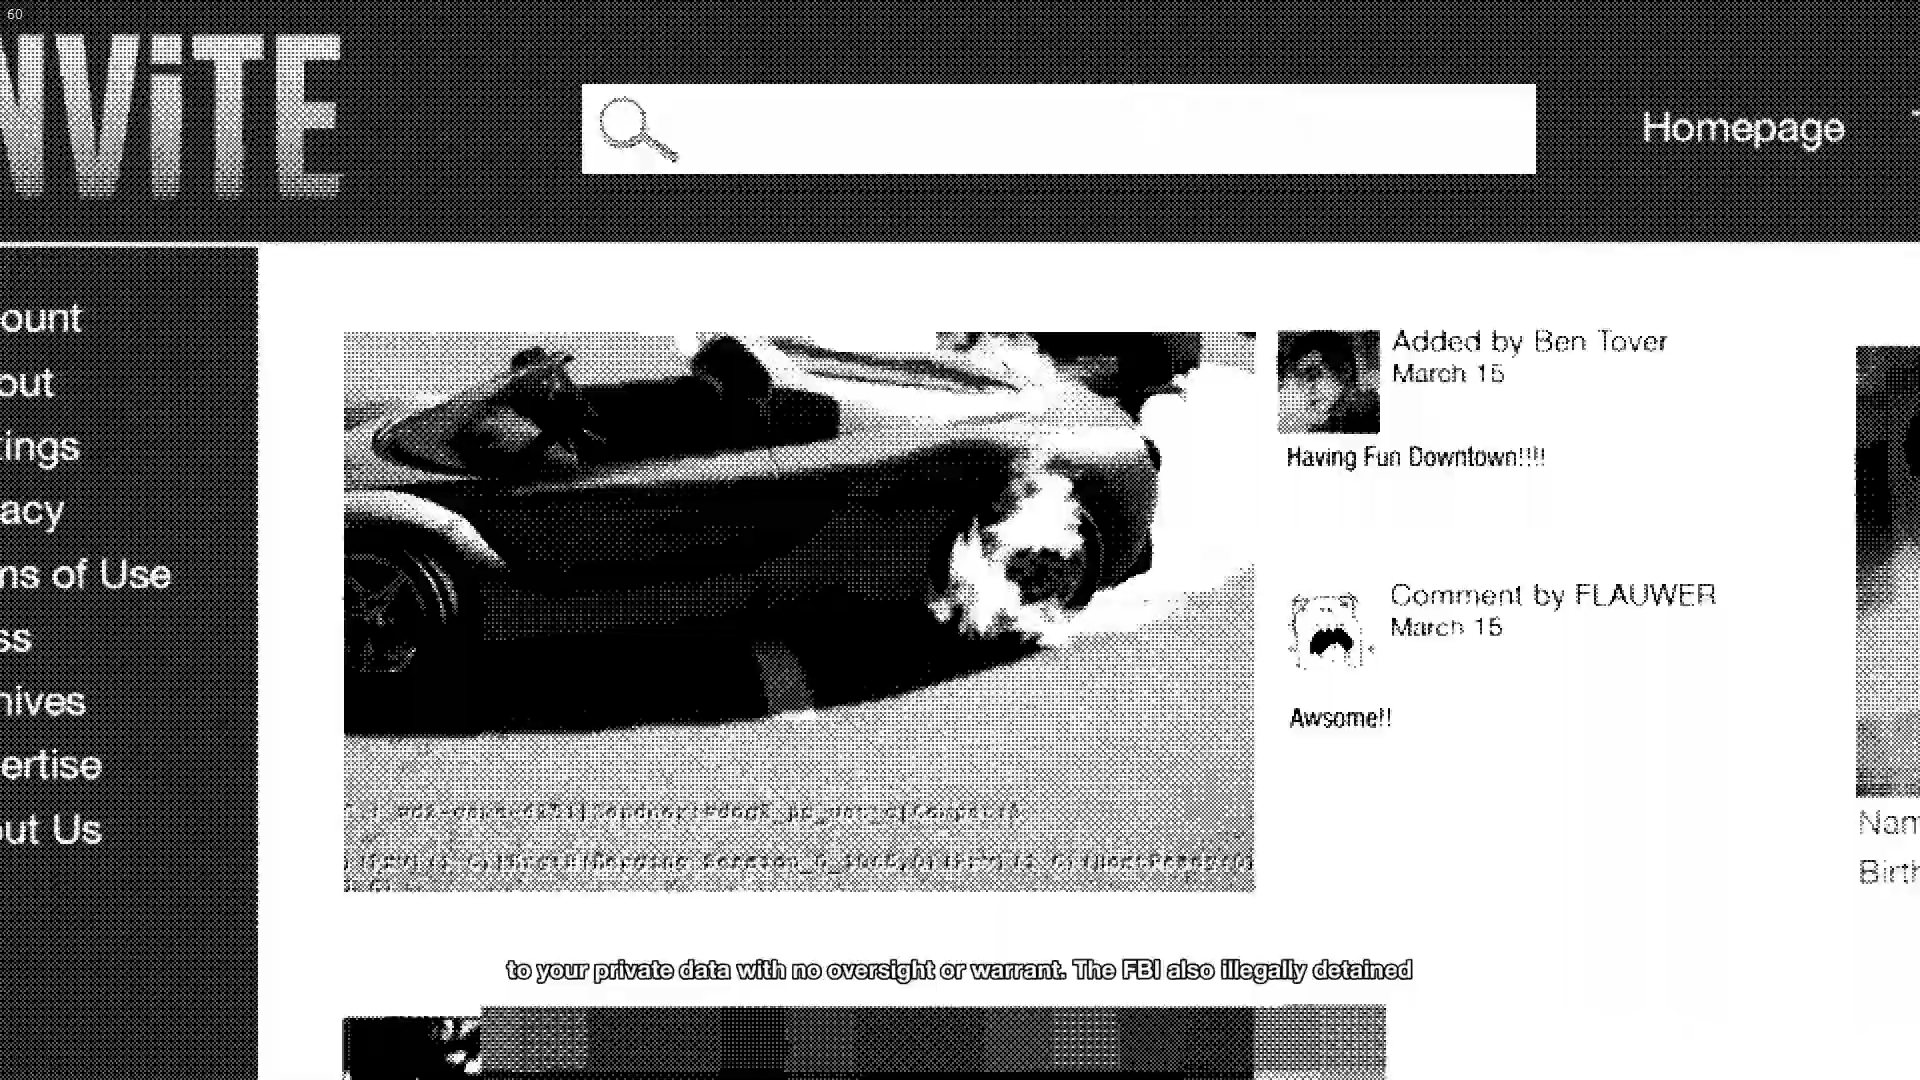 60
NViTE
Homepage
ount
out
tings
acy
ms of Use
ss
hives
ertise
out Us
Added by Ben Tover
March 15
Having Fun Downtown!!!!
Comment by FLAUWER
March 15
Awsome!!
Nam
Birth
to your private data with no oversight or warrant. The FBI also illegally detained